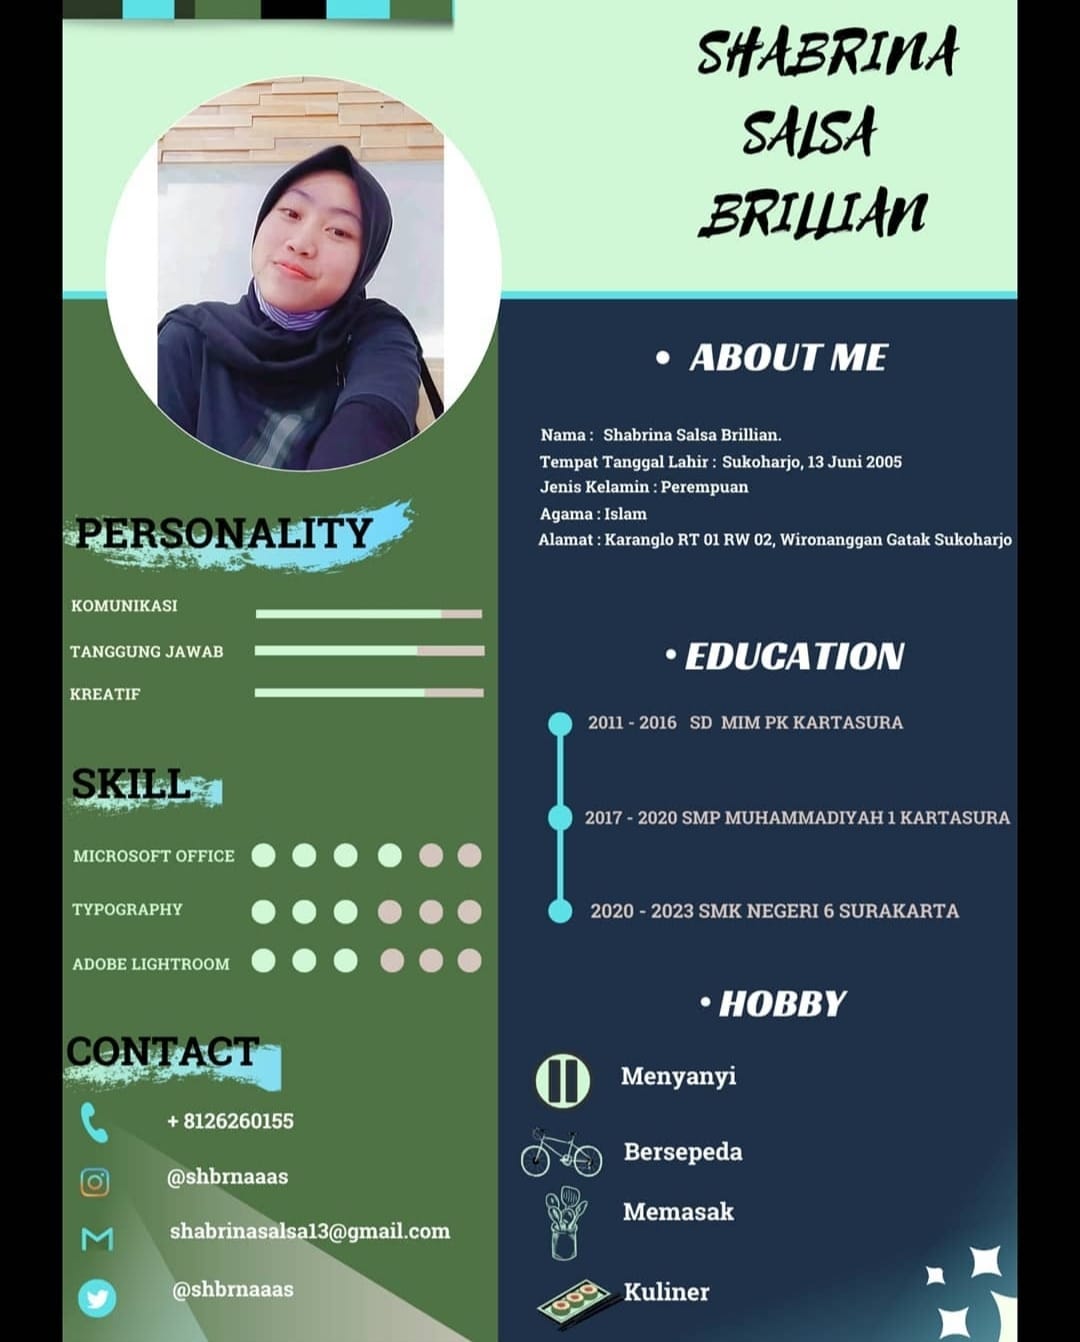 SHABRINA
SALSA
BRILLIAN
PERSONALITY
KOMUNIKASI
TANGGUNG JAWAB
KREATIF
SKILL
MICROSOFT OFFICE
TYPOGRAPHY
ADOBE LIGHTROOM
CONTACT
+ 8126260155
@shbrnaaas
shabrinasalsa13@gmail.com
@shbrnaaas
• ABOUT ME
Nama : Shabrina Salsa Brillian.
Tempat Tanggal Lahir : Sukoharjo, 13 Juni 2005
Jenis Kelamin : Perempuan
Agama : Islam
Alamat : Karanglo RT 01 RW 02, Wironanggan Gatak Sukoharjo
• EDUCATION
2011 - 2016 SD MIM PK KARTASURA
2017 - 2020 SMP MUHAMMADIYAH 1 KARTASURA
2020 - 2023 SMK NEGERI 6 SURAKARTA
• HOBBY
Menyanyi
Bersepeda
Memasak
Kuliner